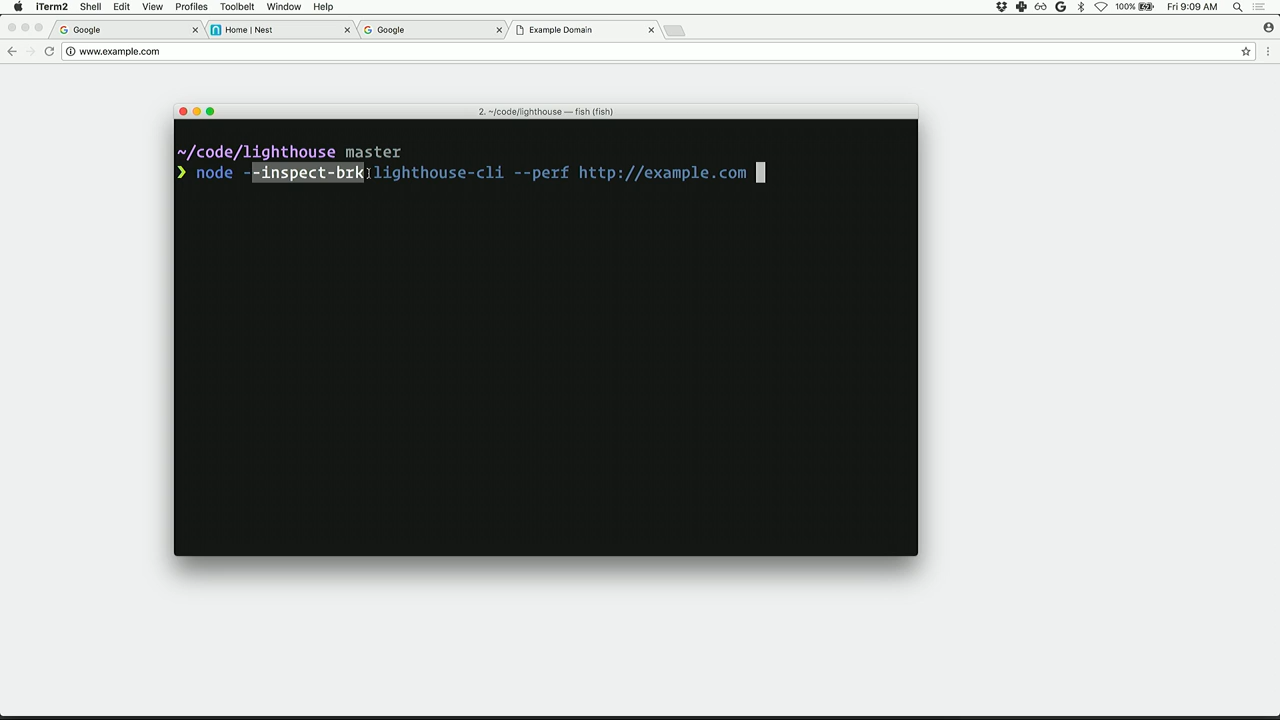 iTerm2 Shell Edit View Profiles Toolbelt Window Help 100% Fri 9:09 AM
Google Home | Nest Google Example Domain
www.example.com
2. ~/code/lighthouse — fish (fish)
~/code/lighthouse master
❯ node --inspect-brk lighthouse-cli --perf http://example.com